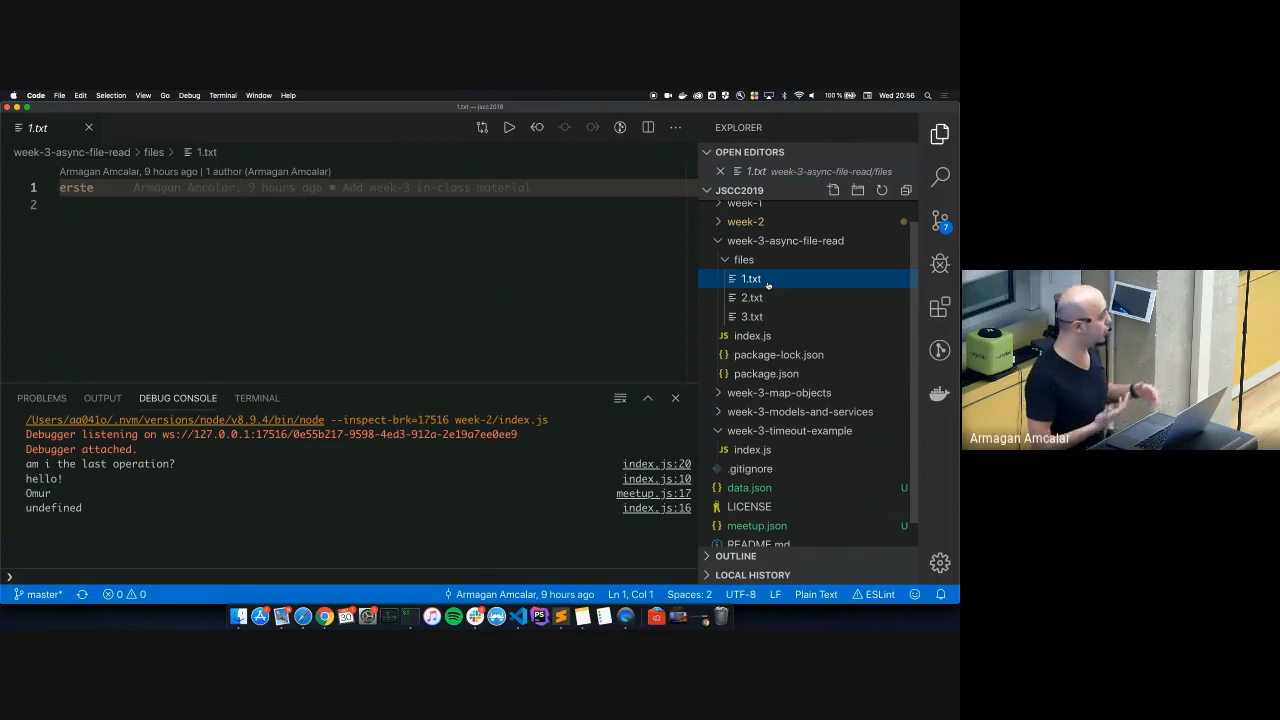 Code File Edit Selection View Go Debug Terminal Window Help
100 % Wed 20:56
1.txt — jscc2019
1.txt
week-3-async-file-read > files > 1.txt
Armagan Amcalar, 9 hours ago | 1 author (Armagan Amcalar)
1 erste Armagan Amcalar, 9 hours ago • Add week-3 in-class material
2
PROBLEMS OUTPUT DEBUG CONSOLE TERMINAL
/Users/aa041o/.nvm/versions/node/v8.9.4/bin/node --inspect-brk=17516 week-2/index.js
Debugger listening on ws://127.0.0.1:17516/0e55b217-9598-4ed3-912a-2e19a7ee0ee9
Debugger attached.
am i the last operation? index.js:20
hello! index.js:10
Omur meetup.js:17
undefined index.js:16
EXPLORER
OPEN EDITORS
1.txt week-3-async-file-read/files
JSCC2019
week-1
week-2
week-3-async-file-read
files
1.txt
2.txt
3.txt
index.js
package-lock.json
package.json
week-3-map-objects
week-3-models-and-services
week-3-timeout-example
index.js
.gitignore
data.json U
LICENSE
meetup.json U
README.md
OUTLINE
LOCAL HISTORY
7
master* 0 0 Armagan Amcalar, 9 hours ago Ln 1, Col 1 Spaces: 2 UTF-8 LF Plain Text ESLint
Armagan Amcalar